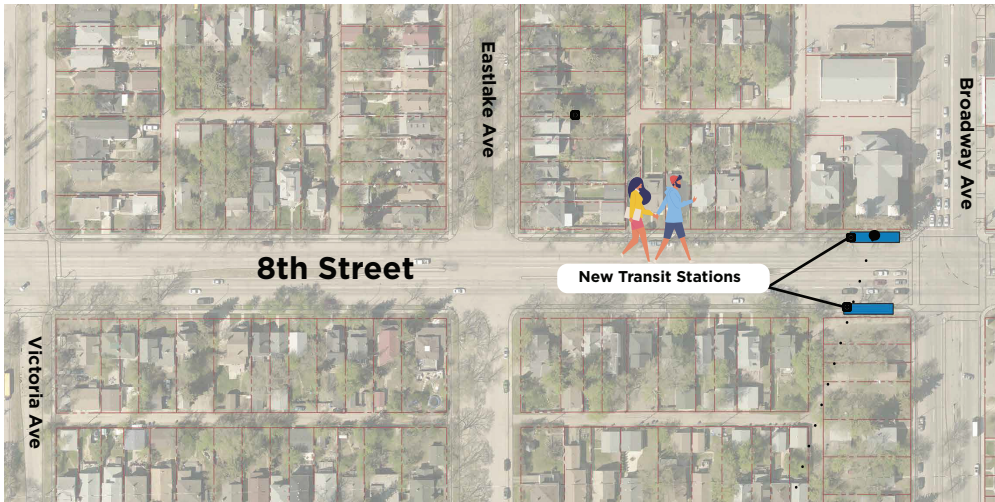 Eastlake Ave
Broadway Ave
8th Street
New Transit Stations
Victoria Ave